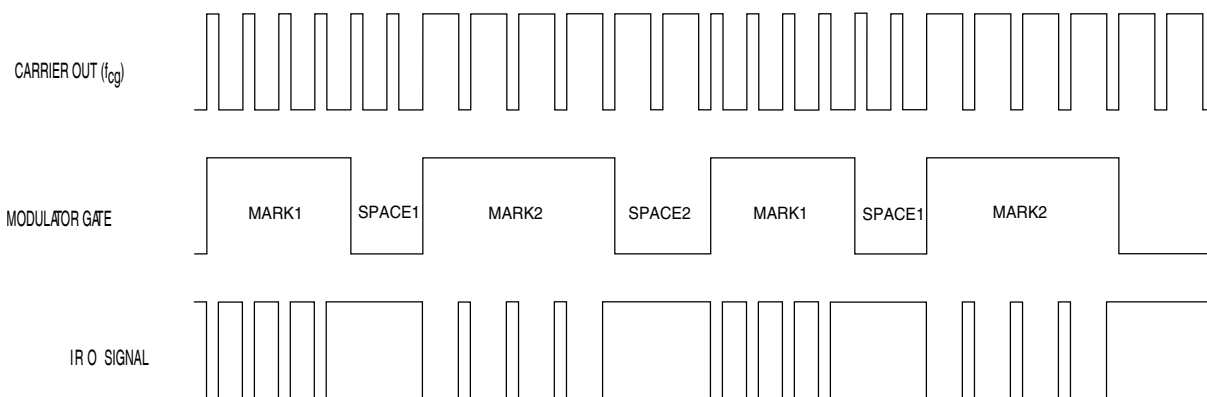 CARRIER OUT (fcg)
MODULATOR GATE
MARK1 SPACE1 MARK2 SPACE2 MARK1 SPACE1 MARK2
IR O SIGNAL